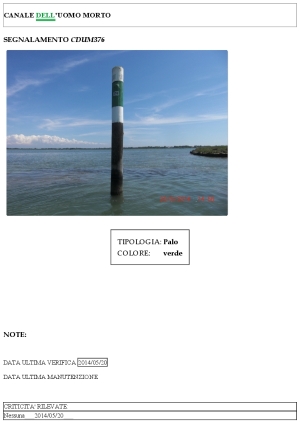 CANALE DELL'UOMO MORTO
SEGNALAMENTO CDUM376
TIPOLOGIA: Palo
COLORE: verde
NOTE:
DATA ULTIMA VERIFICA 2014/05/20
DATA ULTIMA MANUTENZIONE
CRITICITA' RILEVATE
Nessuna 2014/05/20